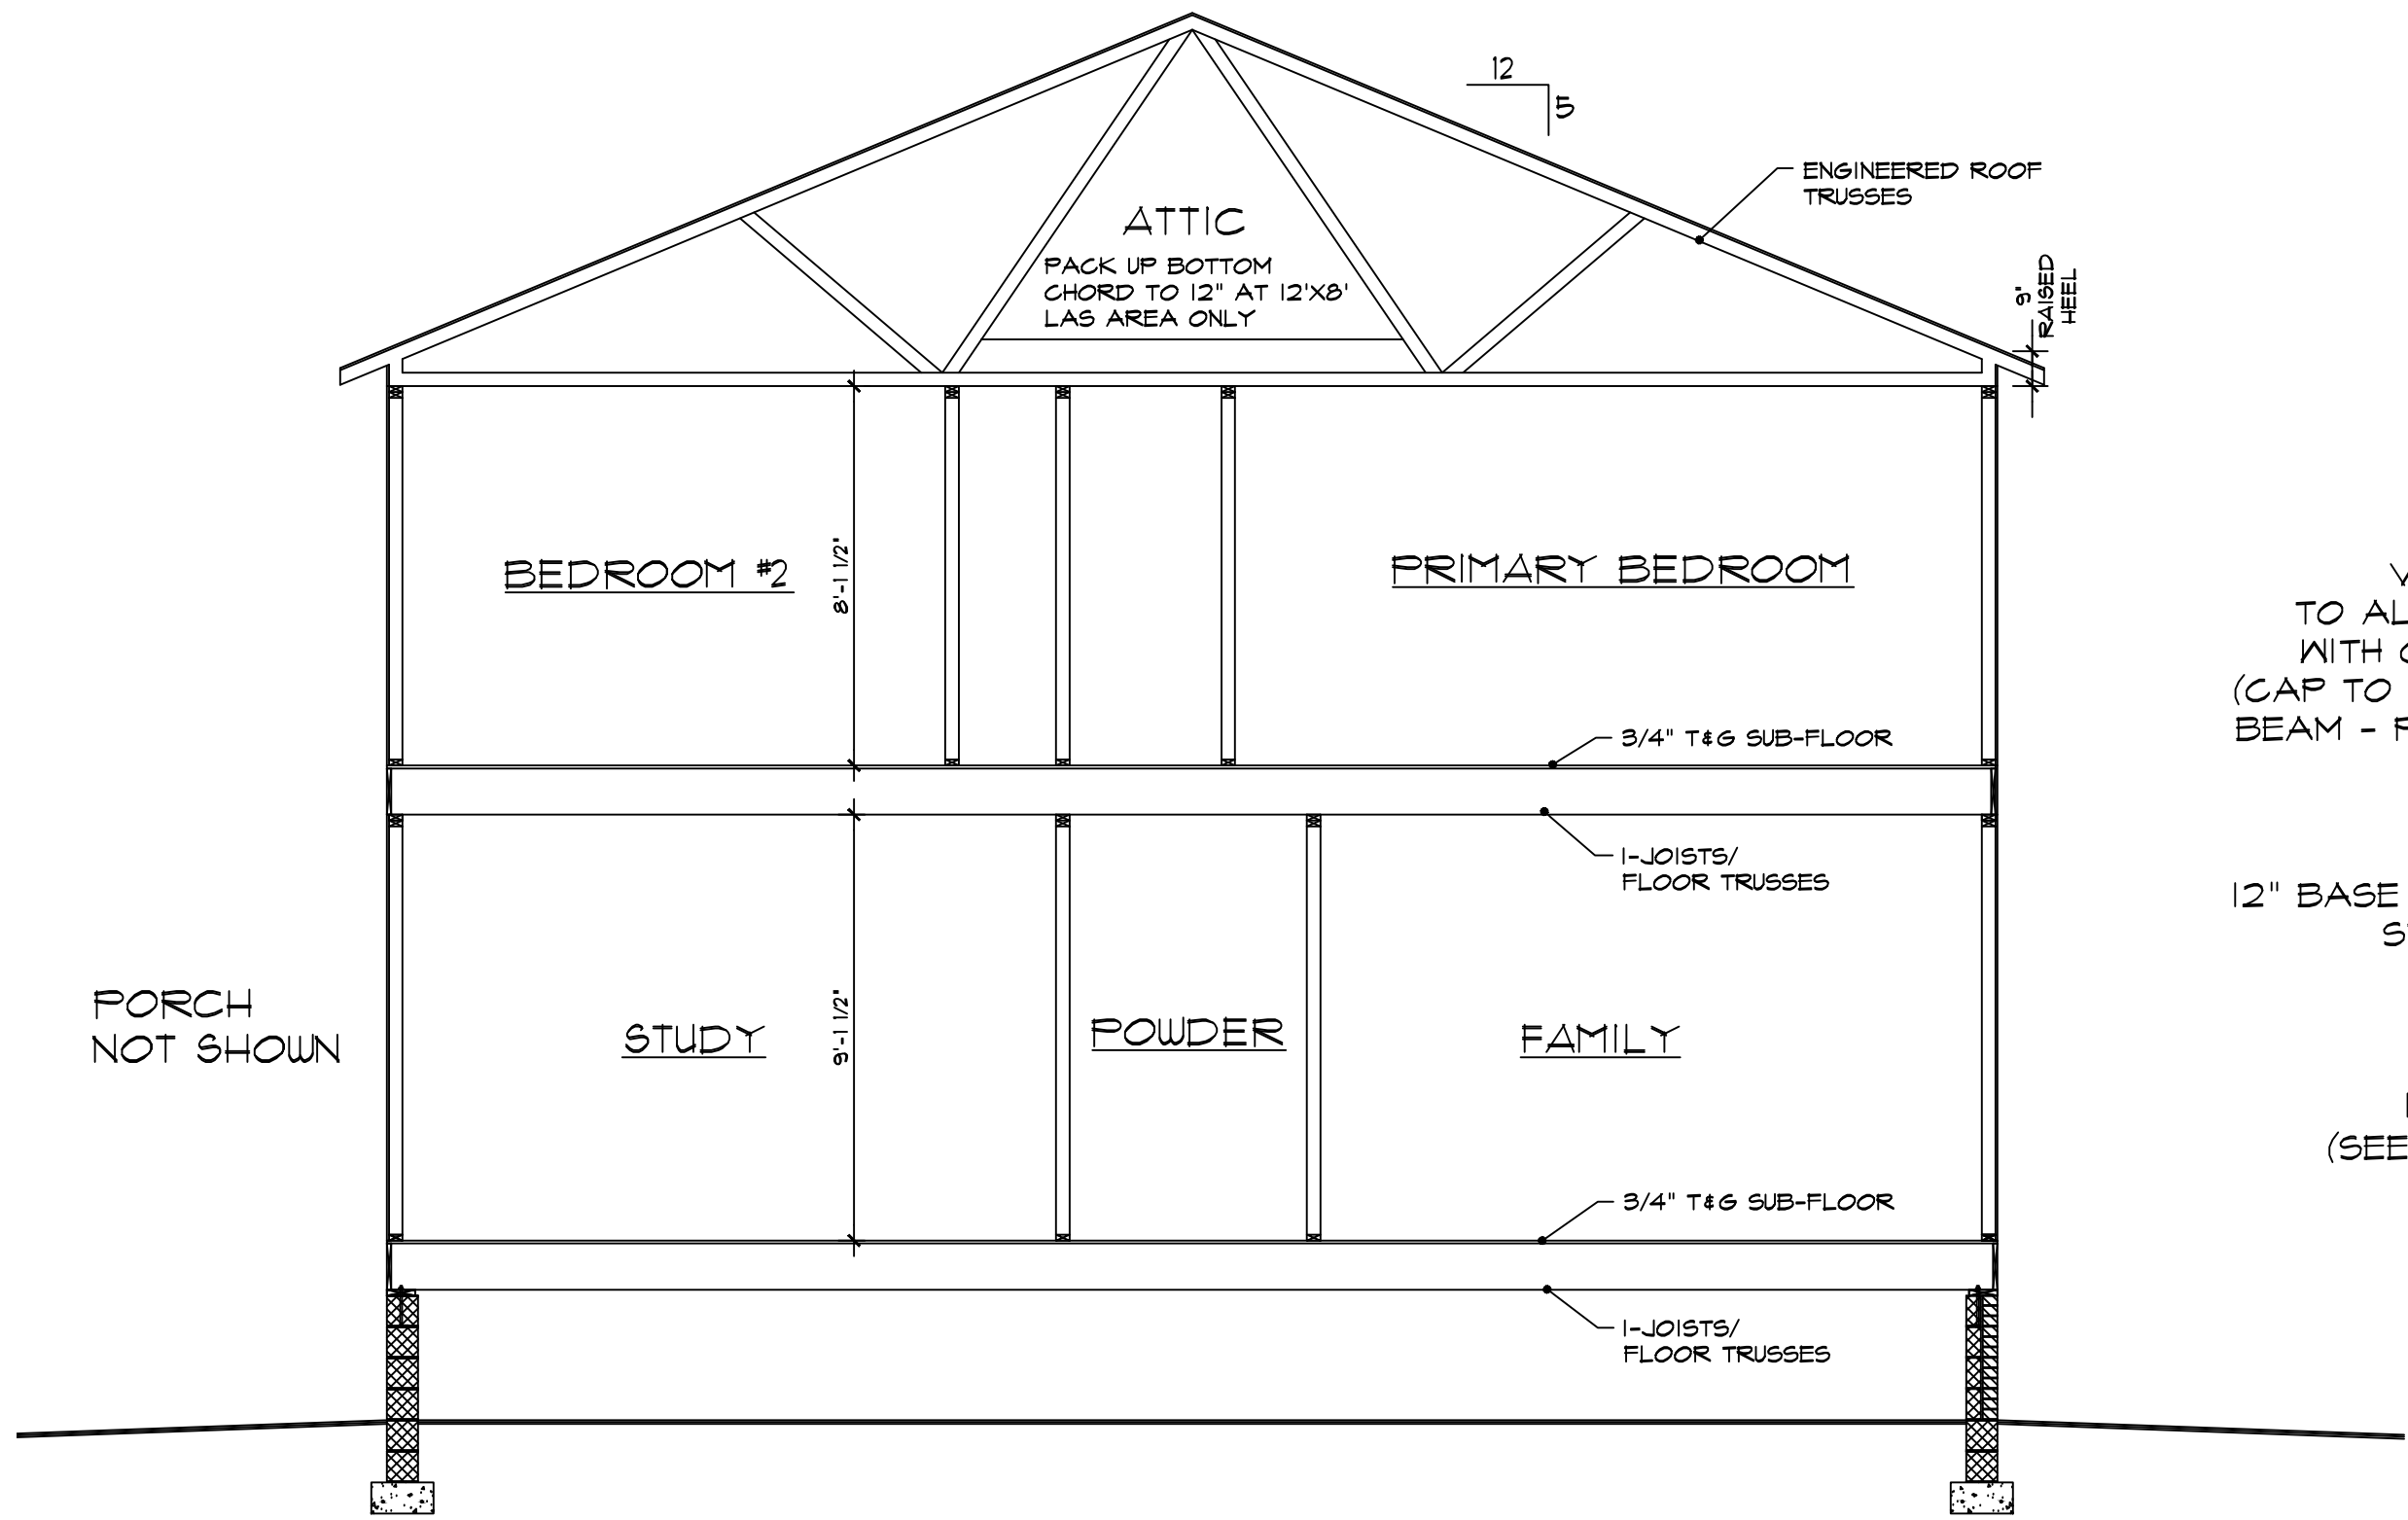 12
5
ENGINEERED ROOF
TRUSSES
9"
RAISED
HEEL
ATTIC
PACK UP BOTTOM
CHORD TO 12" AT 12'X8'
LAS AREA ONLY
BEDROOM #2
8'-1 1/2"
PRIMARY BEDROOM
3/4" T&G SUB-FLOOR
I-JOISTS/
FLOOR TRUSSES
PORCH
NOT SHOWN
STUDY
9'-1 1/2"
POWDER
FAMILY
3/4" T&G SUB-FLOOR
I-JOISTS/
FLOOR TRUSSES
TO
WITH
(CAP TO
BEAM -
12" BASE
(SEE